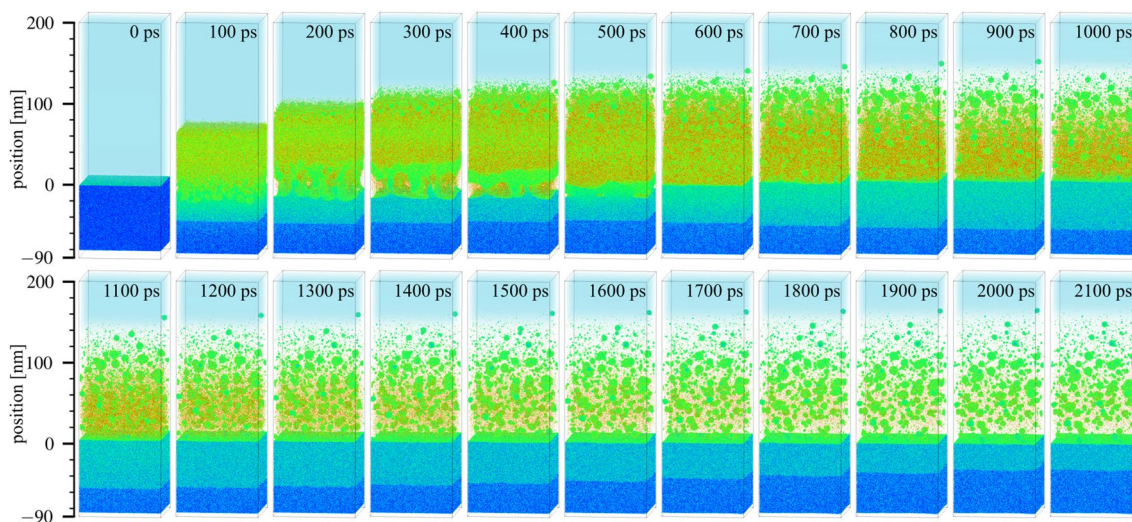 200
0 ps
100 ps
200 ps
300 ps
400 ps
500 ps
600 ps
700 ps
800 ps
900 ps
1000 ps
position [nm]
100
0
−90
200
1100 ps
1200 ps
1300 ps
1400 ps
1500 ps
1600 ps
1700 ps
1800 ps
1900 ps
2000 ps
2100 ps
position [nm]
100
0
−90